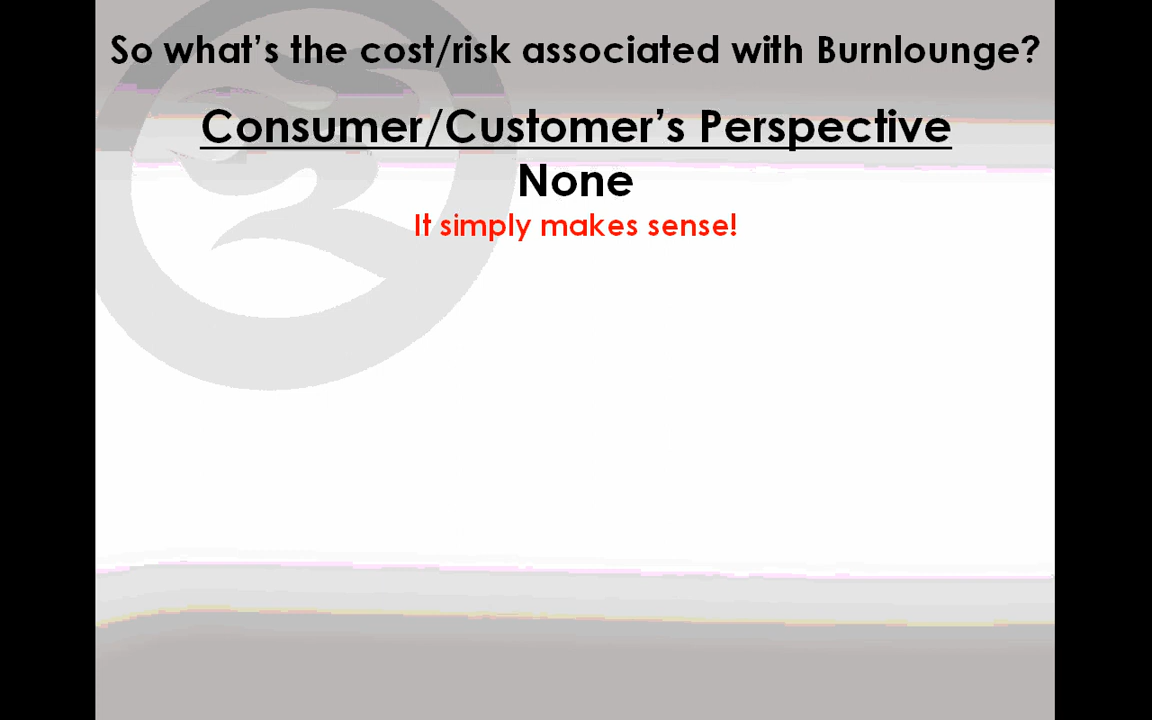 So what's the cost/risk associated with Burnlounge?
Consumer/Customer's Perspective
None
It simply makes sense!